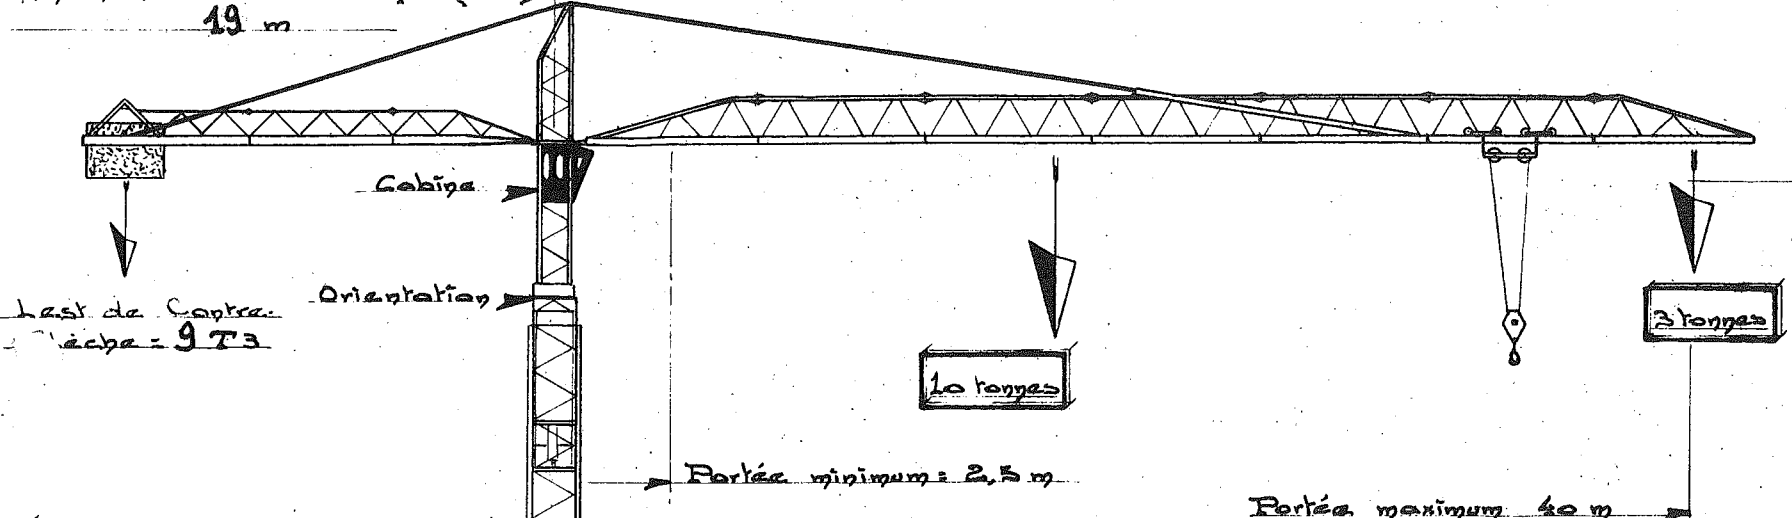 19 m
Cabine
Orientation
Lest de Contre.
flèche = 9 T 3
3 tonnes
10 tonnes
Portée minimum = 2,5 m
Portée maximum 40 m